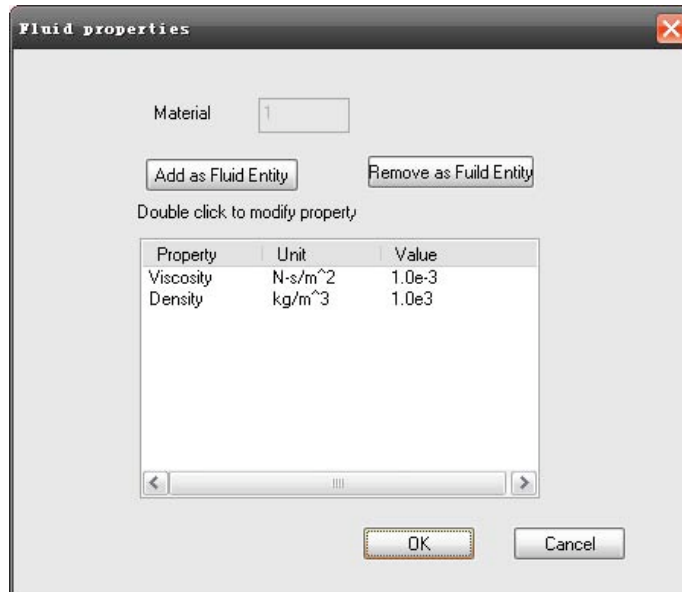 Fluid properties
Material 1
Add as Fluid Entity Remove as Fuild Entity
Double click to modify property
Property Unit Value
Viscosity N-s/m^2 1.0e-3
Density kg/m^3 1.0e3
OK Cancel